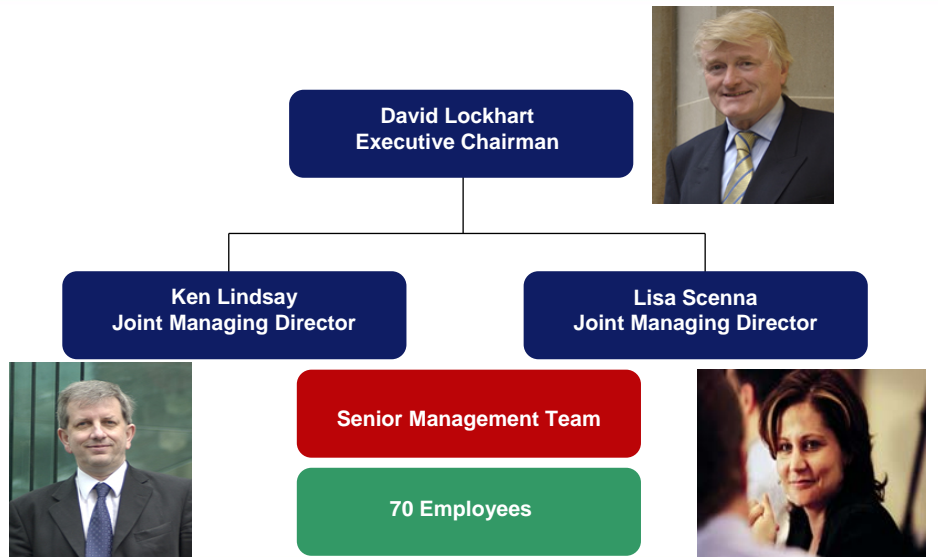 David Lockhart
Executive Chairman
Ken Lindsay
Joint Managing Director
Lisa Scenna
Joint Managing Director
Senior Management Team
70 Employees